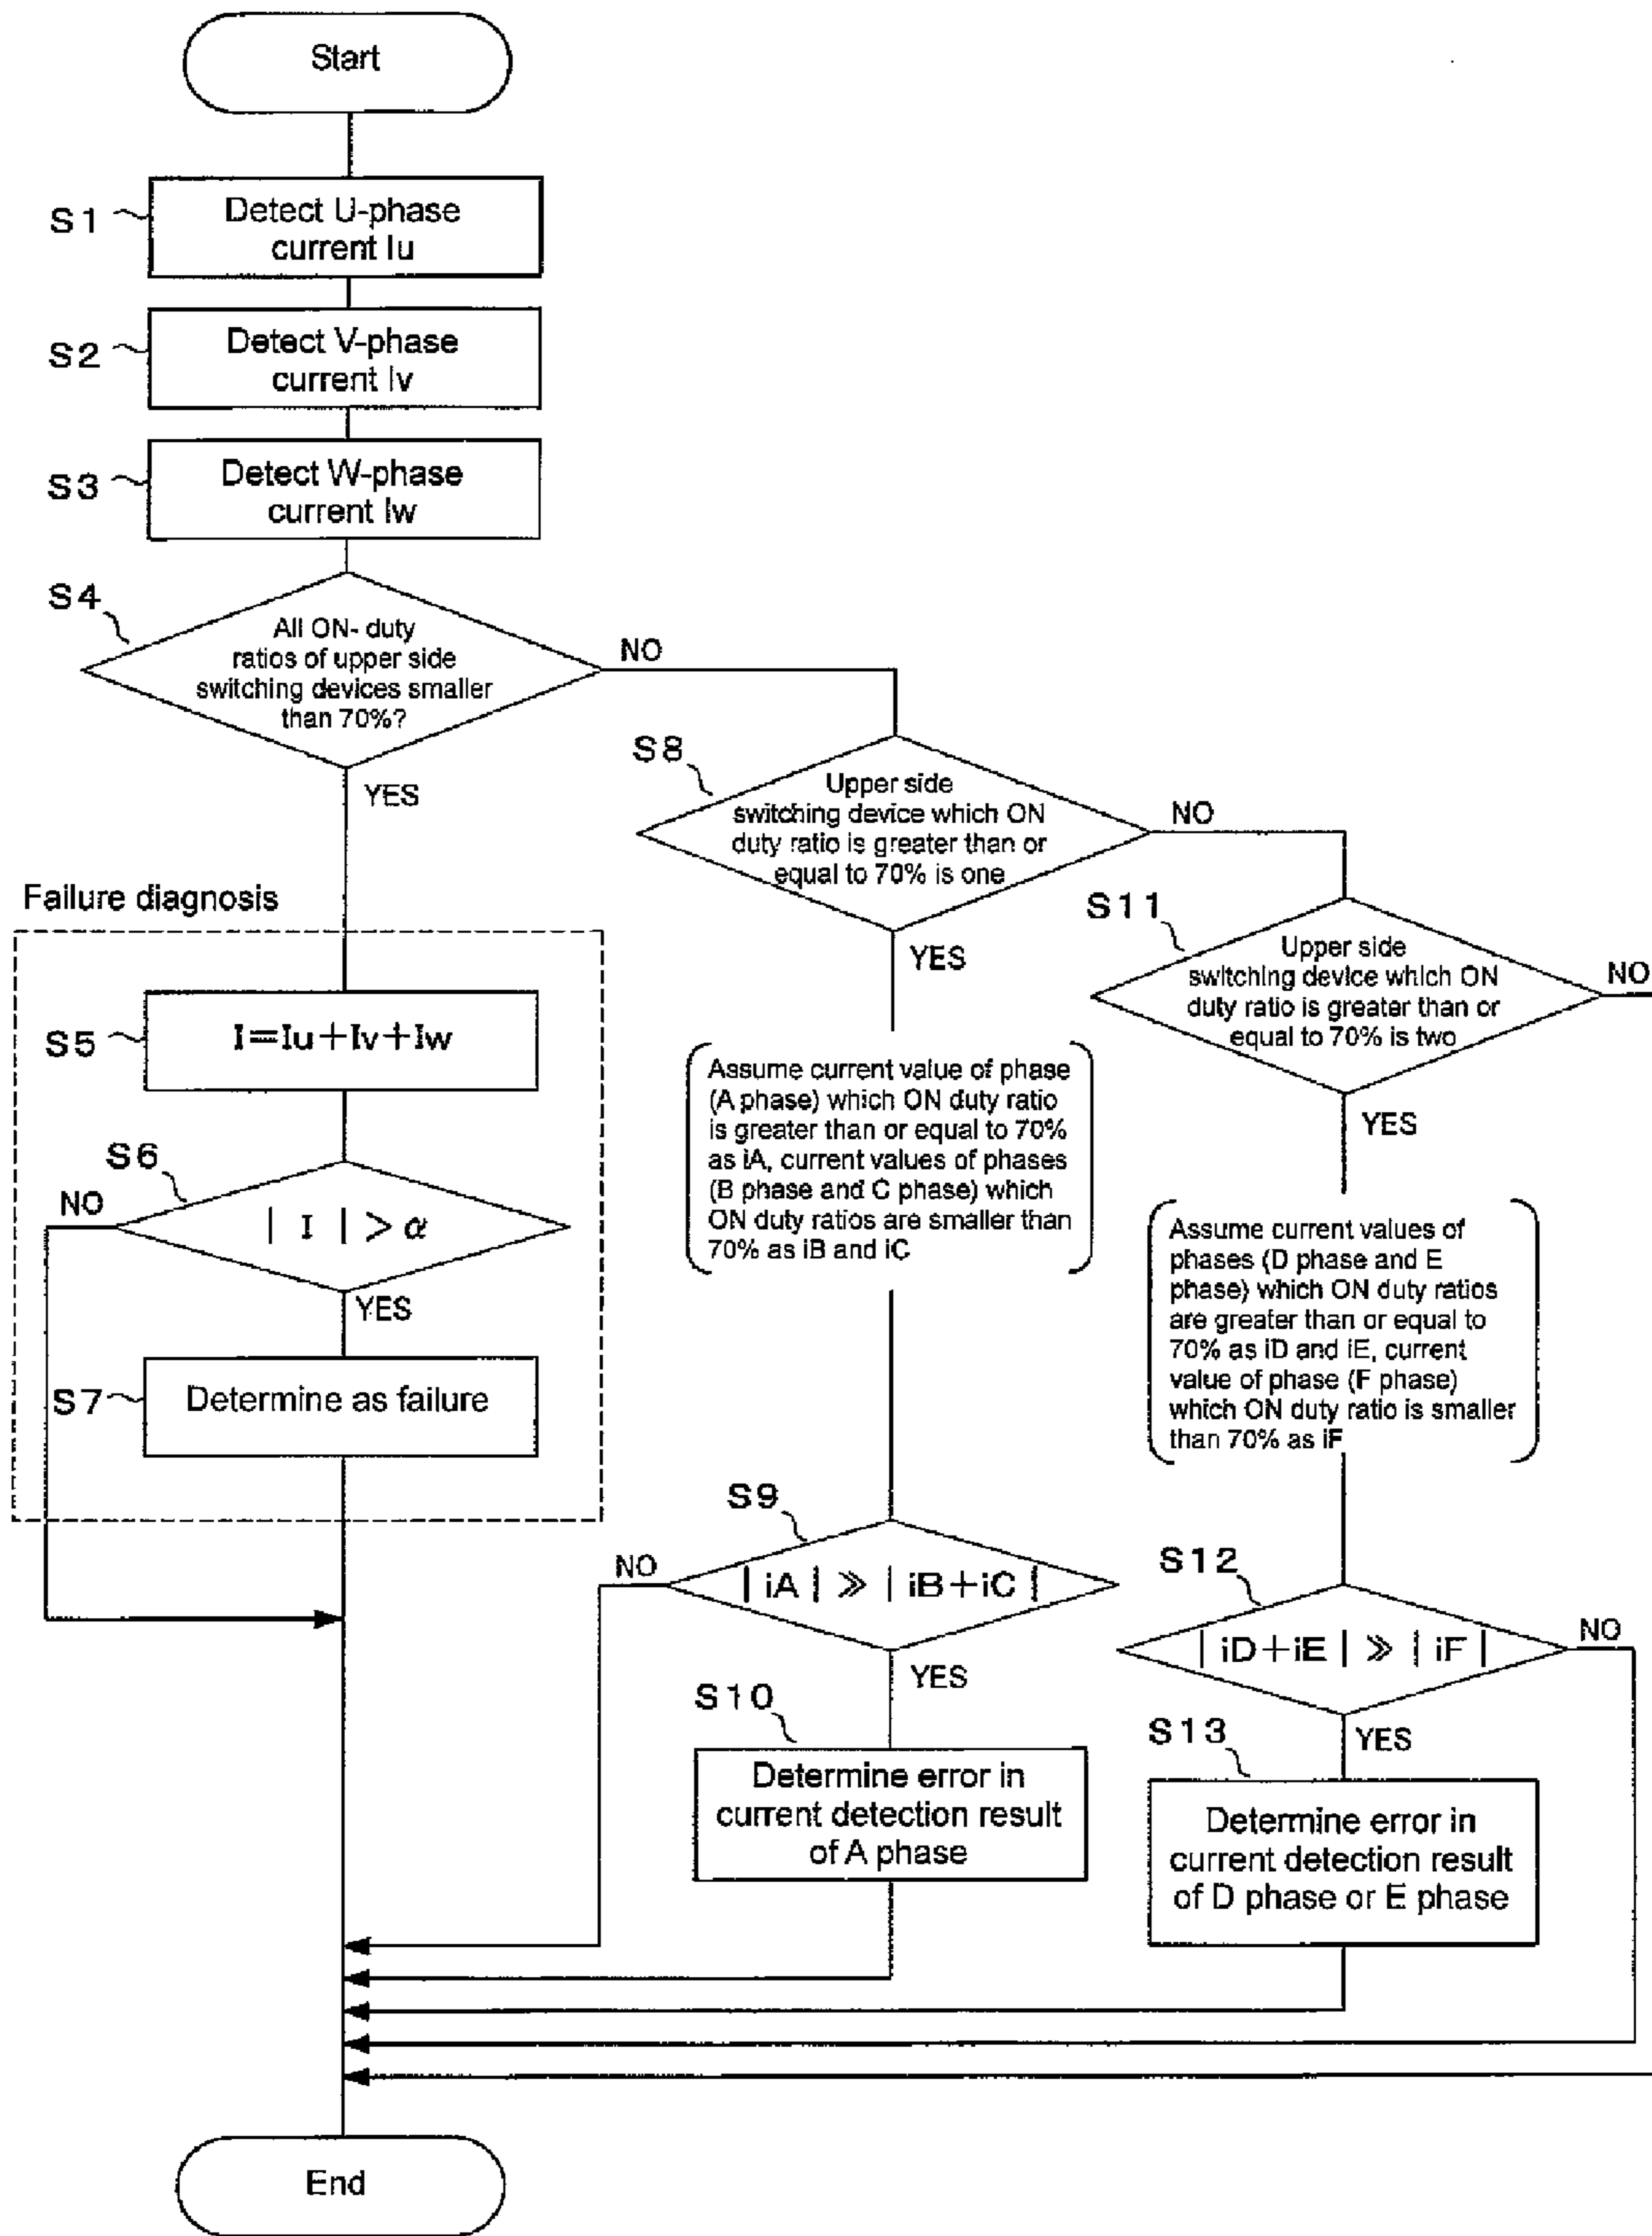 Start
S1
Detect U-phase
current Iu
S2
Detect V-phase
current Iv
S3
Detect W-phase
current Iw
S4
All ON- duty
ratios of upper side
switching devices smaller
than 70%?
NO
YES
S8
Upper side
switching device which ON
duty ratio is greater than or
equal to 70% is one
NO
YES
S11
Upper side
switching device which ON
duty ratio is greater than or
equal to 70% is two
NO
YES
Failure diagnosis
S5
I=Iu+Iv+Iw
S6
NO
| I | > α
YES
S7
Determine as failure
Assume current value of phase
(A phase) which ON duty ratio
is greater than or equal to 70%
as iA, current values of phases
(B phase and C phase) which
ON duty ratios are smaller than
70% as iB and iC
Assume current values of
phases (D phase and E
phase) which ON duty ratios
are greater than or equal to
70% as iD and iE, current
value of phase (F phase)
which ON duty ratio is smaller
than 70% as iF
S9
NO
| iA | ≫ | iB+iC |
YES
S10
Determine error in
current detection result
of A phase
S12
| iD+iE | ≫ | iF |
NO
YES
S13
Determine error in
current detection result
of D phase or E phase
End